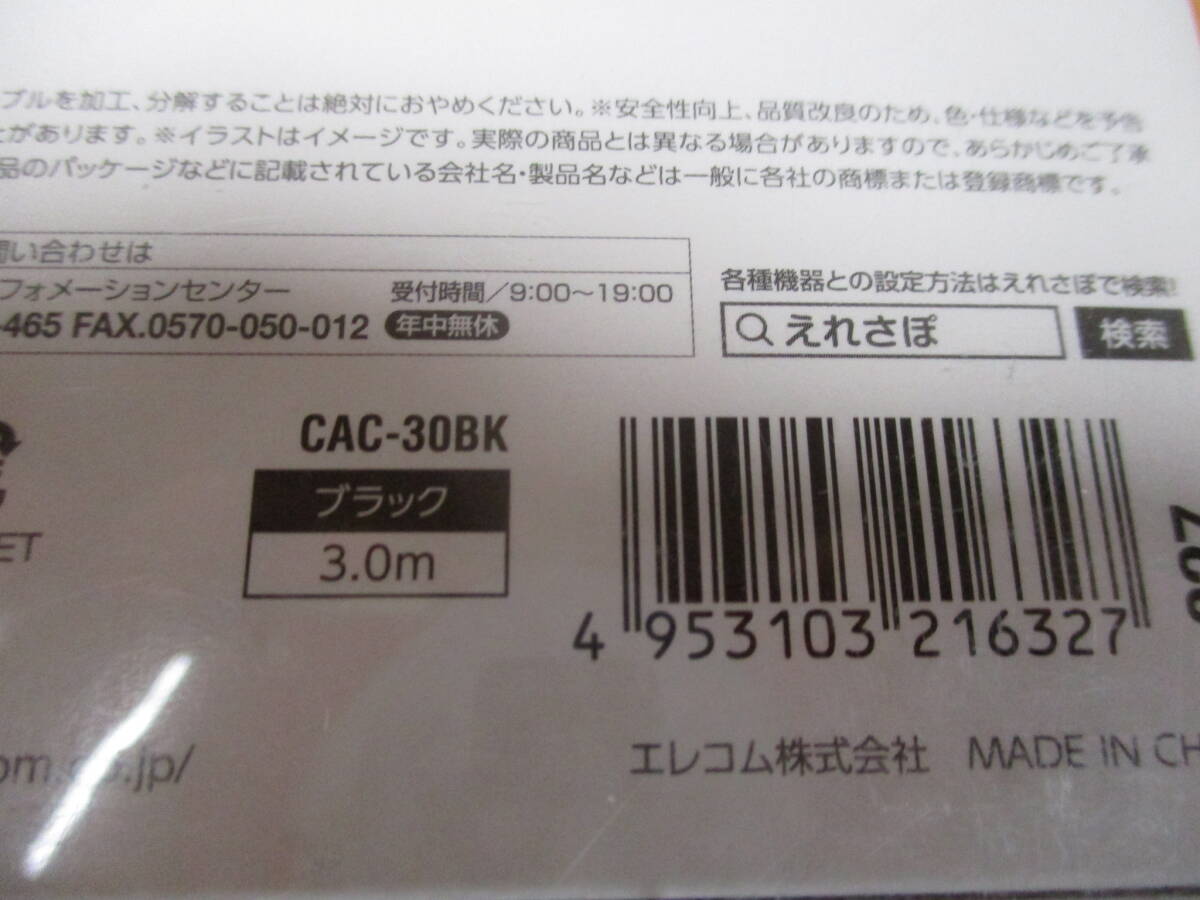 ブルを加工、分解することは絶対におやめください。※安全性向上、品質改良のため、色・仕様などを予告
とがあります。※イラストはイメージです。実際の商品とは異なる場合がありますので、あらかじめご了承
品のパッケージなどに記載されている会社名・製品名などは一般に各社の商標または登録商標です。
問い合わせは
フォメーションセンター 受付時間/9:00〜19:00
-465 FAX.0570-050-012 年中無休
各種機器との設定方法はえれさぽで検索!
えれさぽ 検索
CAC-30BK
ブラック
3.0m
ET
4 953103 216327
om.co.jp/
エレコム株式会社 MADE IN CH